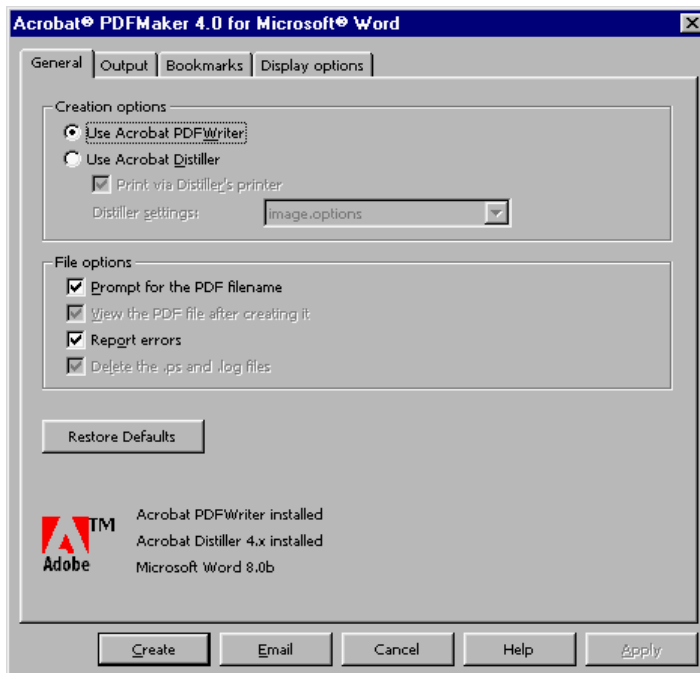 Acrobat® PDFMaker 4.0 for Microsoft® Word
General Output Bookmarks Display options
Creation options
Use Acrobat PDFWriter
Use Acrobat Distiller
Print via Distiller's printer
Distiller settings: image.options
File options
Prompt for the PDF filename
View the PDF file after creating it
Report errors
Delete the .ps and .log files
Restore Defaults
Acrobat PDFWriter installed
TM
Acrobat Distiller 4.x installed
Adobe
Microsoft Word 8.0b
Create Email Cancel Help Apply